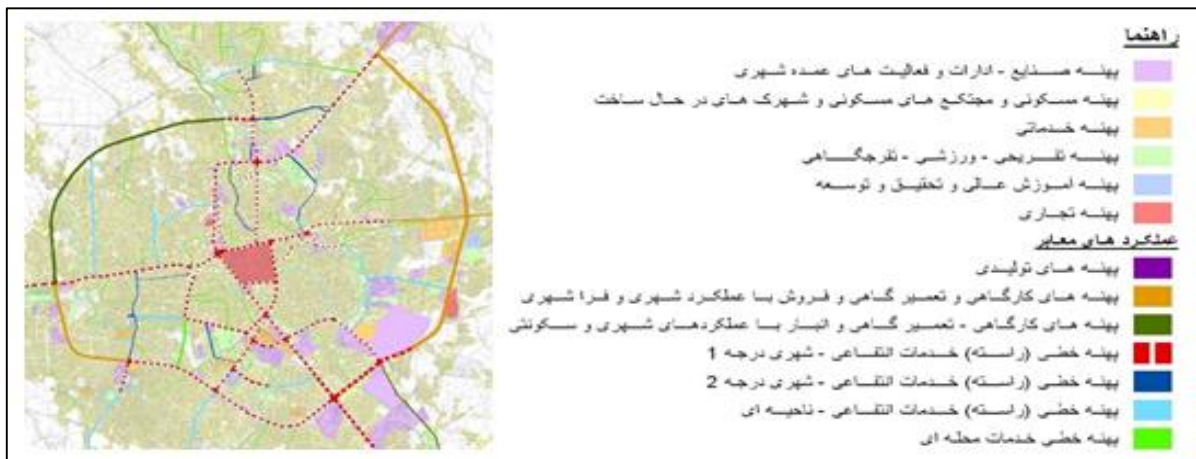 راهنما
پهنه صنایع - ادارات و فعالیت های عمده شهری
پهنه مسکونی و مجتمع های مسکونی و شهرک های در حال ساخت
پهنه خدماتی
پهنه تفریحی - ورزشی - تفرجگاهی
پهنه آموزش عالی و تحقیق و توسعه
پهنه تجاری
عملکرد های معابر
پهنه های تولیدی
پهنه های کارگاهی و تعمیر گاهی و فروش با عملکرد شهری و فرا شهری
پهنه های کارگاهی - تعمیر گاهی و انبار با عملکردهای شهری و سکونتی
پهنه خطی (راسته) خدمات انتفاعی - شهری درجه 1
پهنه خطی (راسته) خدمات انتفاعی - شهری درجه 2
پهنه خطی (راسته) خدمات انتفاعی - ناحیه ای
پهنه خطی خدمات محله ای